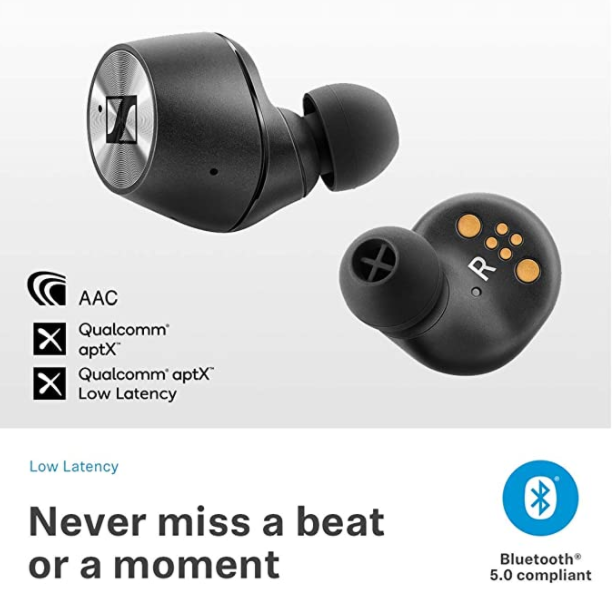 AAC
Qualcomm®
aptX™
Qualcomm® aptX™
Low Latency
R
Low Latency
Never miss a beat
or a moment
Bluetooth®
5.0 compliant